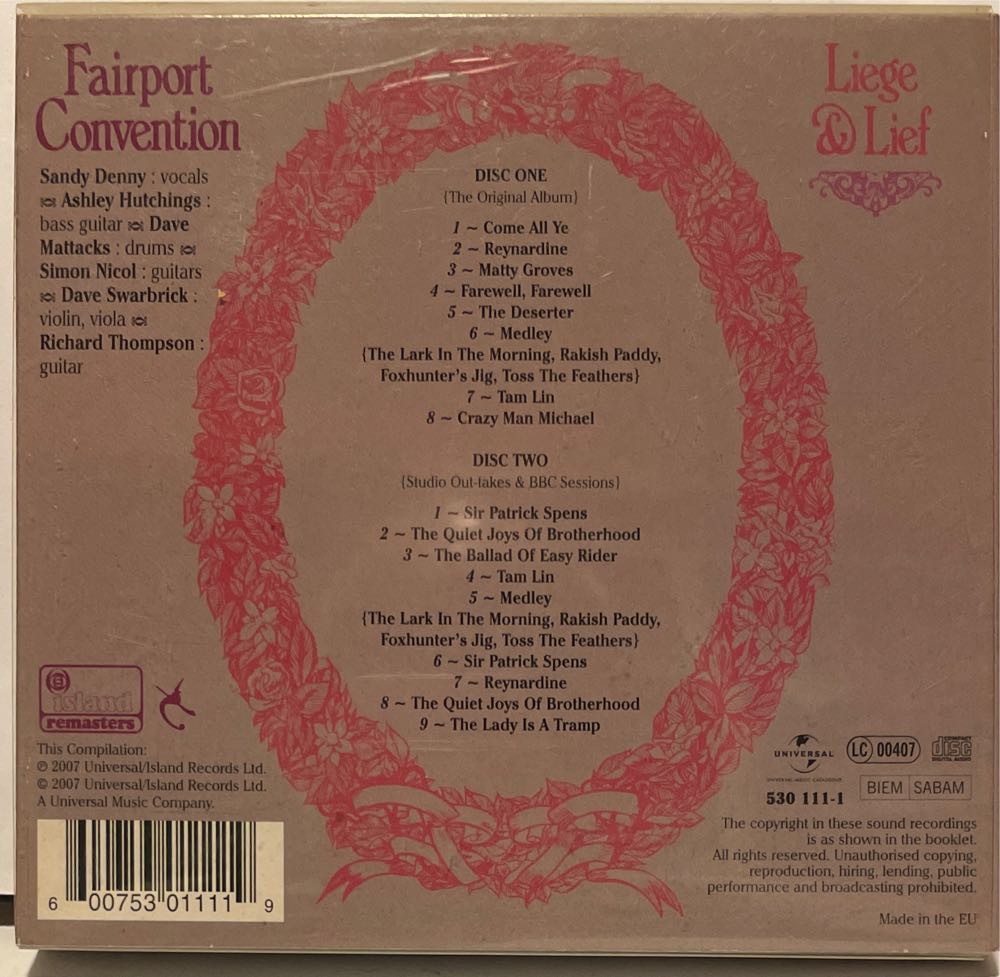 Fairport
Convention
Sandy Denny : vocals
Ashley Hutchings :
bass guitar Dave
Mattacks : drums
Simon Nicol : guitars
Dave Swarbrick :
violin, viola
Richard Thompson :
guitar
Liege
& Lief
DISC ONE
{The Original Album}
1 ~ Come All Ye
2 ~ Reynardine
3 ~ Matty Groves
4 ~ Farewell, Farewell
5 ~ The Deserter
6 ~ Medley
{The Lark In The Morning, Rakish Paddy,
Foxhunter's Jig, Toss The Feathers}
7 ~ Tam Lin
8 ~ Crazy Man Michael
DISC TWO
{Studio Out-takes & BBC Sessions}
1 ~ Sir Patrick Spens
2 ~ The Quiet Joys Of Brotherhood
3 ~ The Ballad Of Easy Rider
4 ~ Tam Lin
5 ~ Medley
{The Lark In The Morning, Rakish Paddy,
Foxhunter's Jig, Toss The Feathers}
6 ~ Sir Patrick Spens
7 ~ Reynardine
8 ~ The Quiet Joys Of Brotherhood
9 ~ The Lady Is A Tramp
island
remasters
This Compilation:
℗ 2007 Universal/Island Records Ltd.
© 2007 Universal/Island Records Ltd.
A Universal Music Company.
6 00753 01111 9
UNIVERSAL
UNIVERSAL MUSIC CATALOGUE
LC 00407
COMPACT
disc
DIGITAL AUDIO
530 111-1
BIEM SABAM
The copyright in these sound recordings
is as shown in the booklet.
All rights reserved. Unauthorised copying,
reproduction, hiring, lending, public
performance and broadcasting prohibited.
Made in the EU